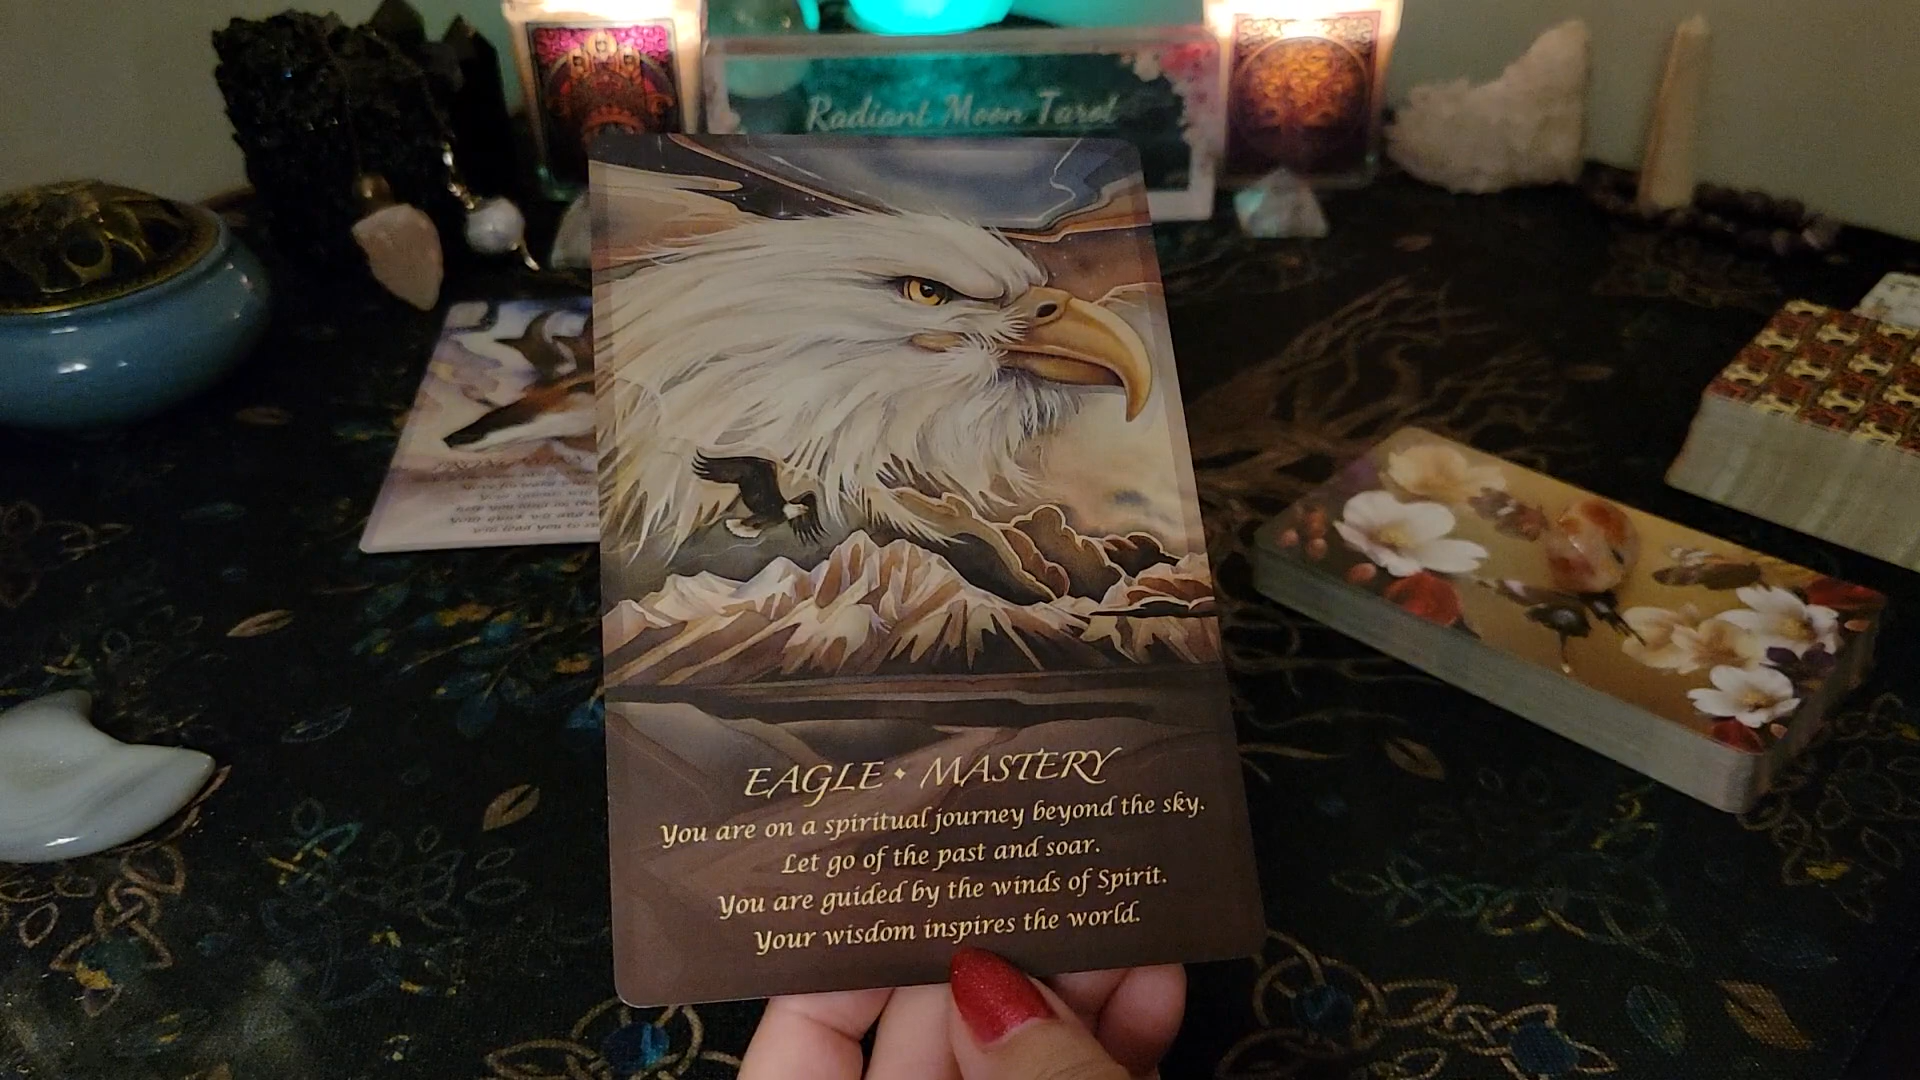 Radiant Moon Tarot
EAGLE • MASTERY
You are on a spiritual journey beyond the sky.
Let go of the past and soar.
You are guided by the winds of Spirit.
Your wisdom inspires the world.